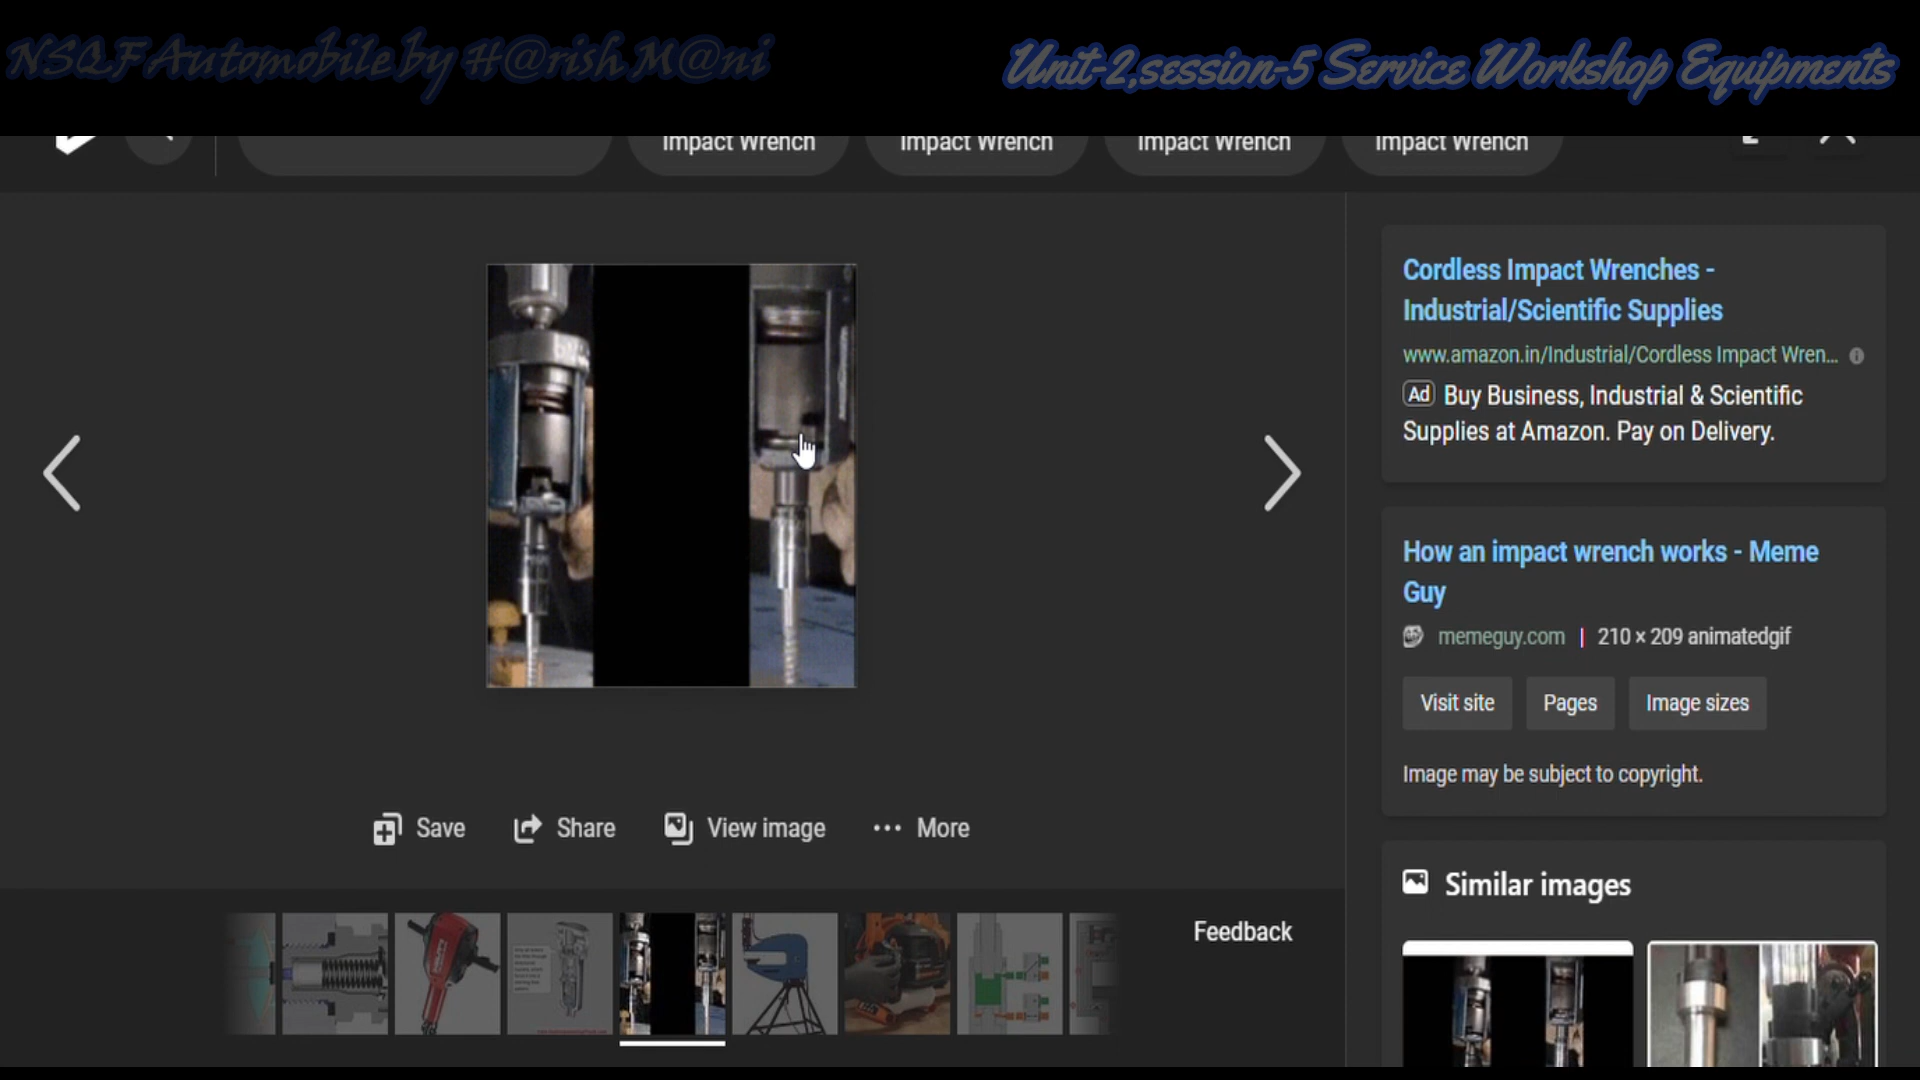 NSQF Automobile by H@rish M@ni
Unit-2,session-5 Service Workshop Equipments
Impact Wrench
Impact Wrench
Impact Wrench
Impact Wrench
Cordless Impact Wrenches -
Industrial/Scientific Supplies
www.amazon.in/Industrial/Cordless Impact Wren...
Ad Buy Business, Industrial & Scientific
Supplies at Amazon. Pay on Delivery.
How an impact wrench works - Meme
Guy
memeguy.com | 210 × 209 animatedgif
Visit site
Pages
Image sizes
Image may be subject to copyright.
Save
Share
View image
More
Similar images
Feedback